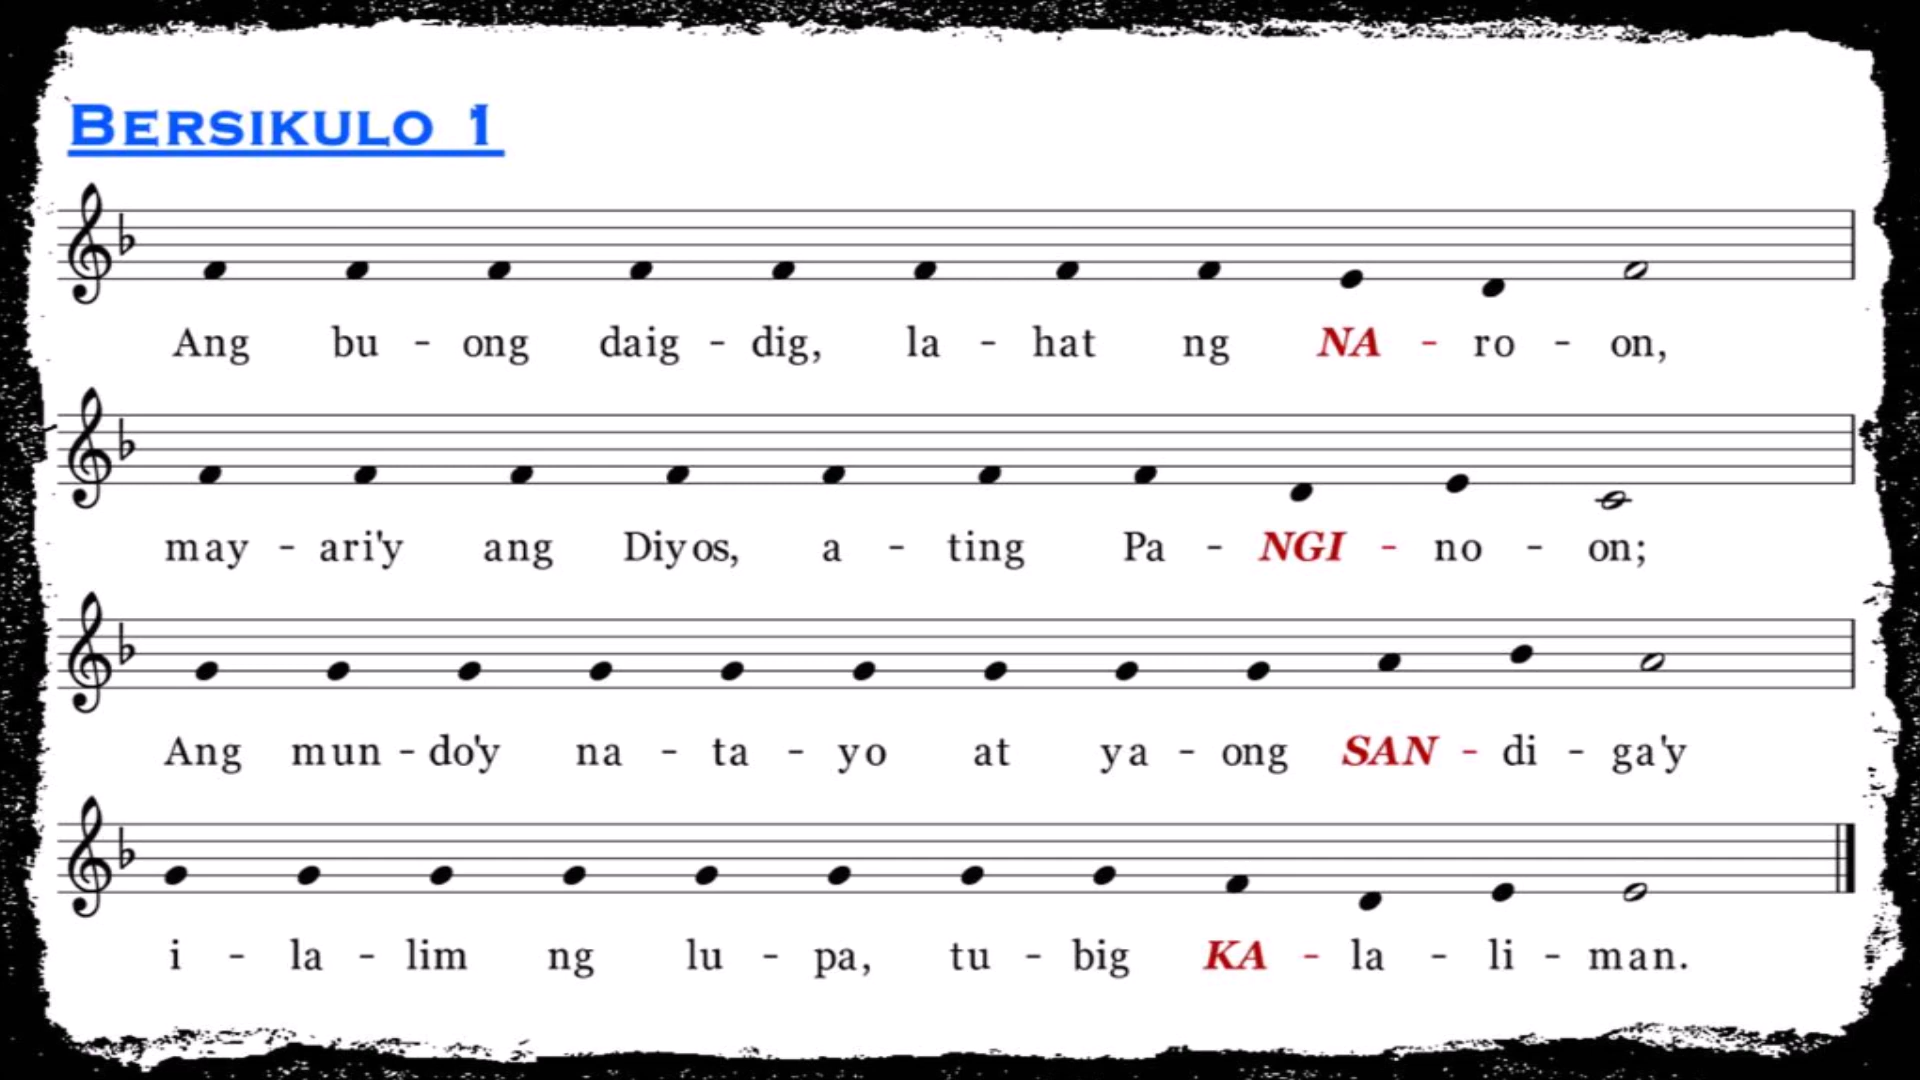 BERSIKULO 1
Ang bu - ong daig - dig, la - hat ng NA - ro - on,
may - ari'y ang Diyos, a - ting Pa - NGI - no - on;
Ang mun - do'y na - ta - yo at ya - ong SAN - di - ga'y
i - la - lim ng lu - pa, tu - big KA - la - li - man.